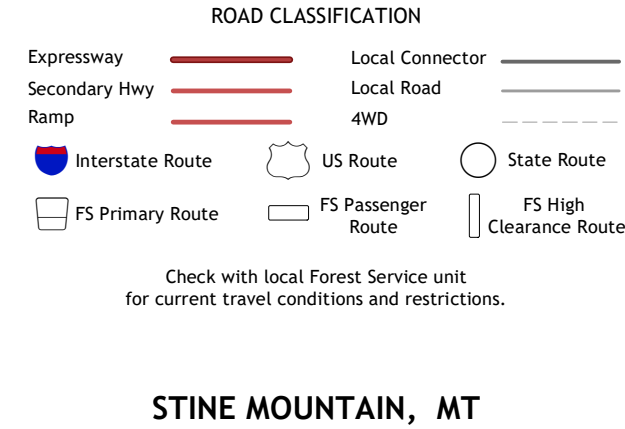 ROAD CLASSIFICATION
Expressway
Local Connector
Secondary Hwy
Local Road
Ramp
4WD
Interstate Route
US Route
State Route
FS Primary Route
FS Passenger
Route
FS High
Clearance Route
Check with local Forest Service unit
for current travel conditions and restrictions.
STINE MOUNTAIN, MT